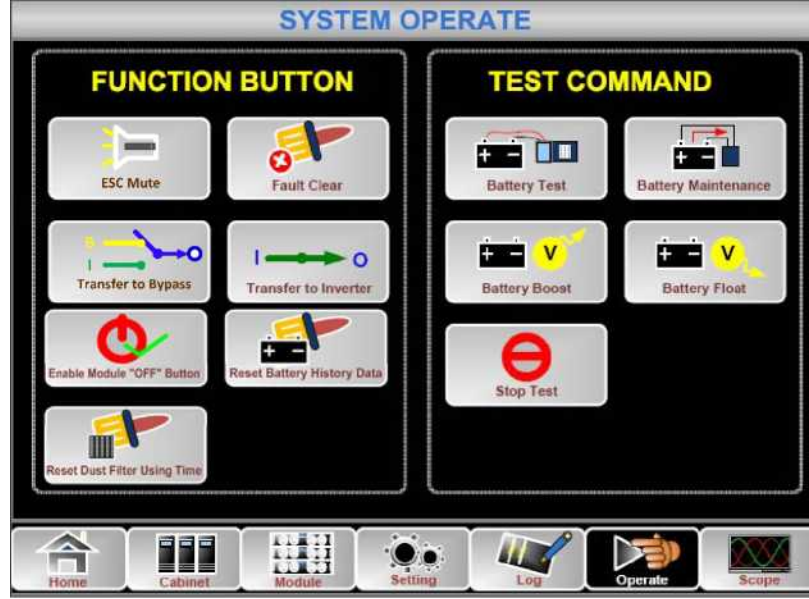 SYSTEM OPERATE
FUNCTION BUTTON
ESC Mute
Fault Clear
B
I
Transfer to Bypass
I O
Transfer to Inverter
Enable Module "OFF" Button
Reset Battery History Data
Reset Dust Filter Using Time
TEST COMMAND
Battery Test
Battery Maintenance
V
Battery Boost
V
Battery Float
Stop Test
Home
Cabinet
Module
Setting
Log
Operate
Scope